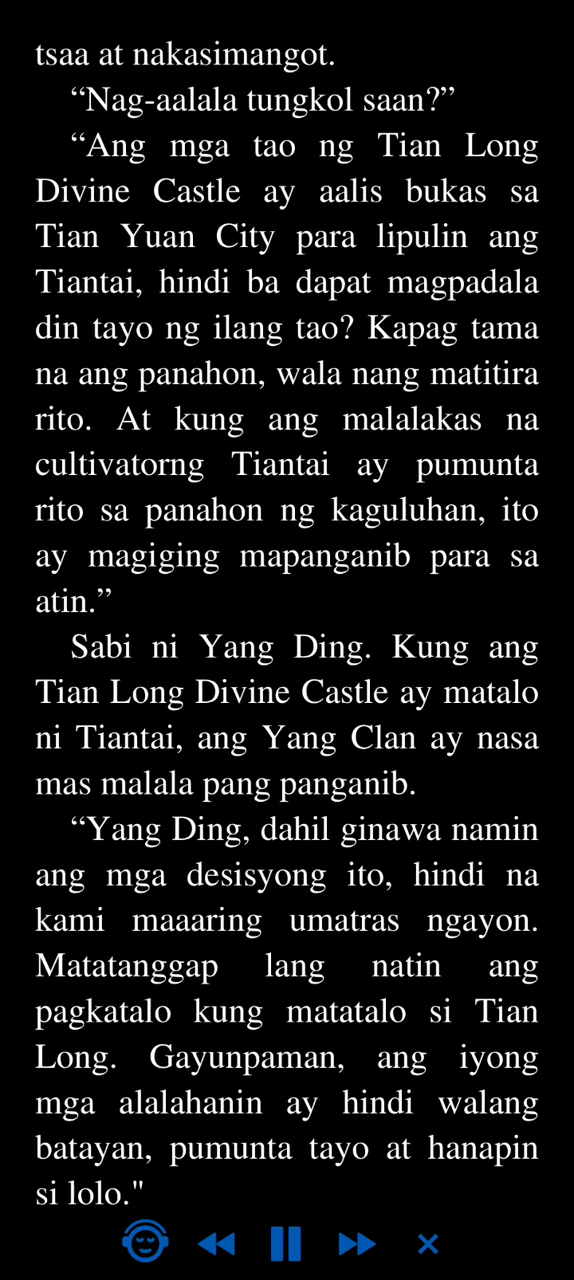 tsaa at nakasimangot.
“Nag-aalala tungkol saan?”
“Ang mga tao ng Tian Long
Divine Castle ay aalis bukas sa
Tian Yuan City para lipulin ang
Tiantai, hindi ba dapat magpadala
din tayo ng ilang tao? Kapag tama
na ang panahon, wala nang matitira
rito. At kung ang malalakas na
cultivatorng Tiantai ay pumunta
rito sa panahon ng kaguluhan, ito
ay magiging mapanganib para sa
atin.”
Sabi ni Yang Ding. Kung ang
Tian Long Divine Castle ay matalo
ni Tiantai, ang Yang Clan ay nasa
mas malala pang panganib.
“Yang Ding, dahil ginawa namin
ang mga desisyong ito, hindi na
kami maaaring umatras ngayon.
Matatanggap lang natin ang
pagkatalo kung matatalo si Tian
Long. Gayunpaman, ang iyong
mga alalahanin ay hindi walang
batayan, pumunta tayo at hanapin
si lolo."